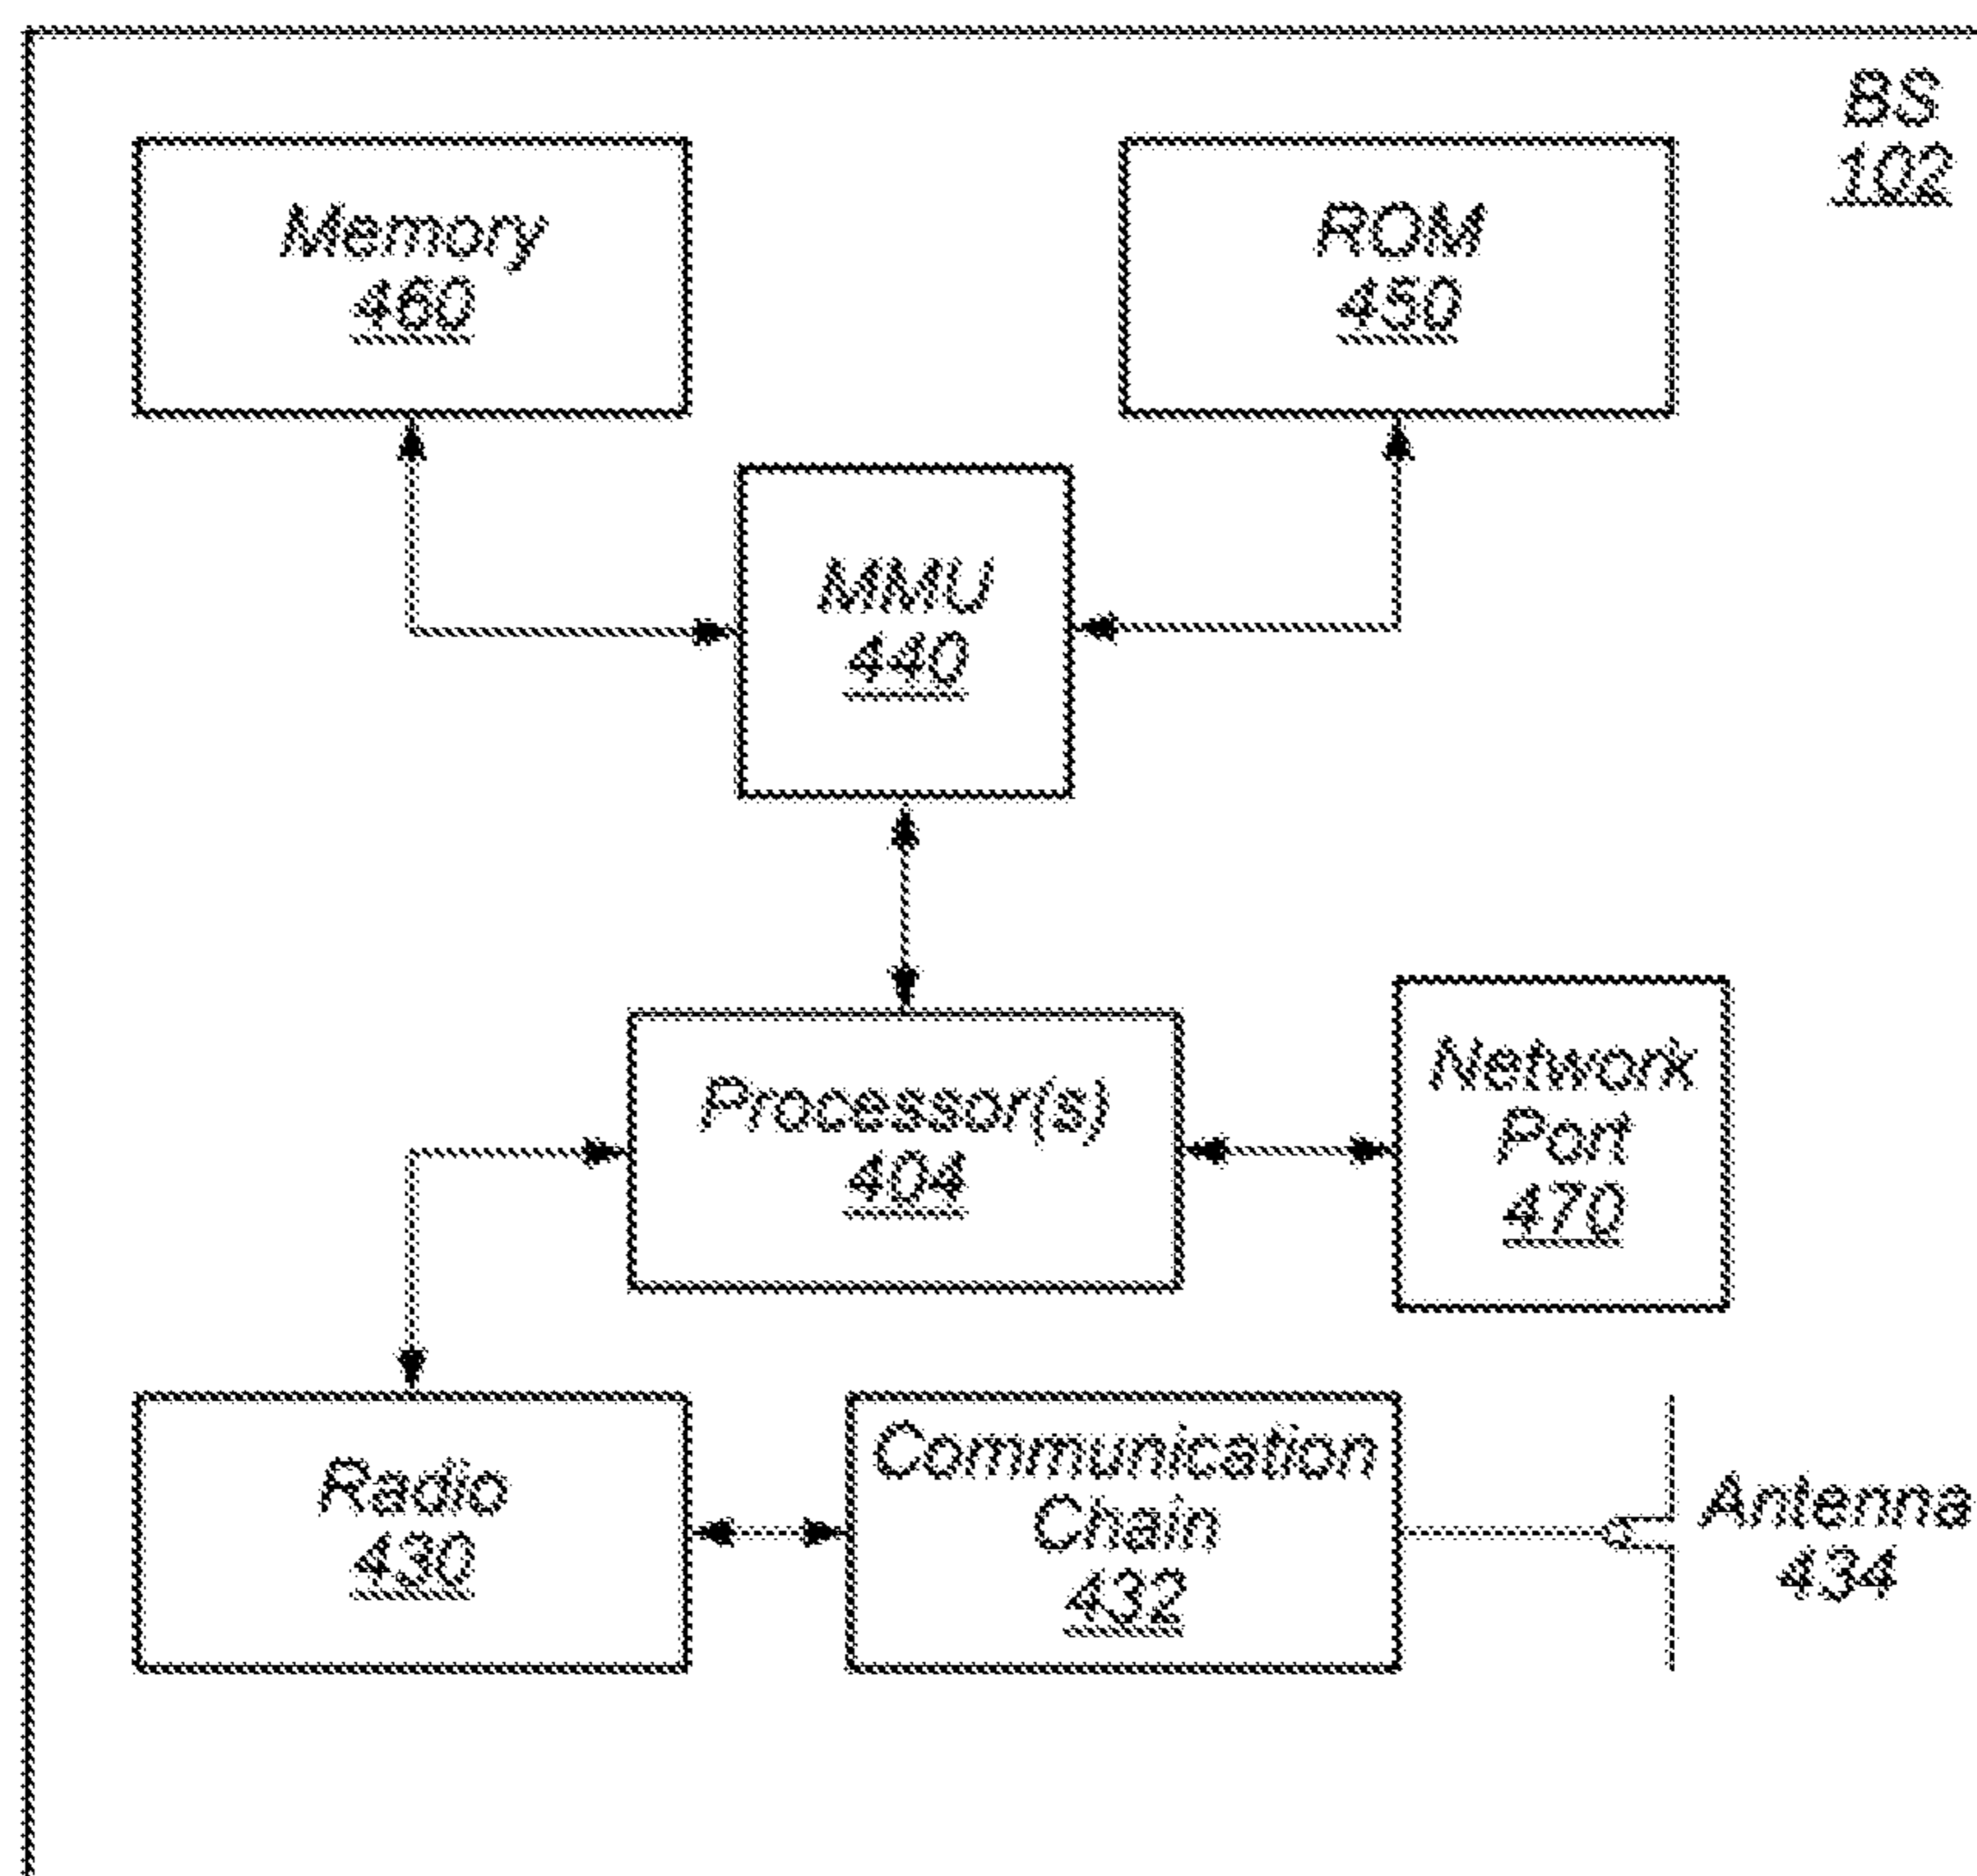 BS
102
Memory
460
ROM
450
MMU
440
Processor(s)
404
Network
Port
470
Radio
430
Communication
Chain
432
Antenna
434